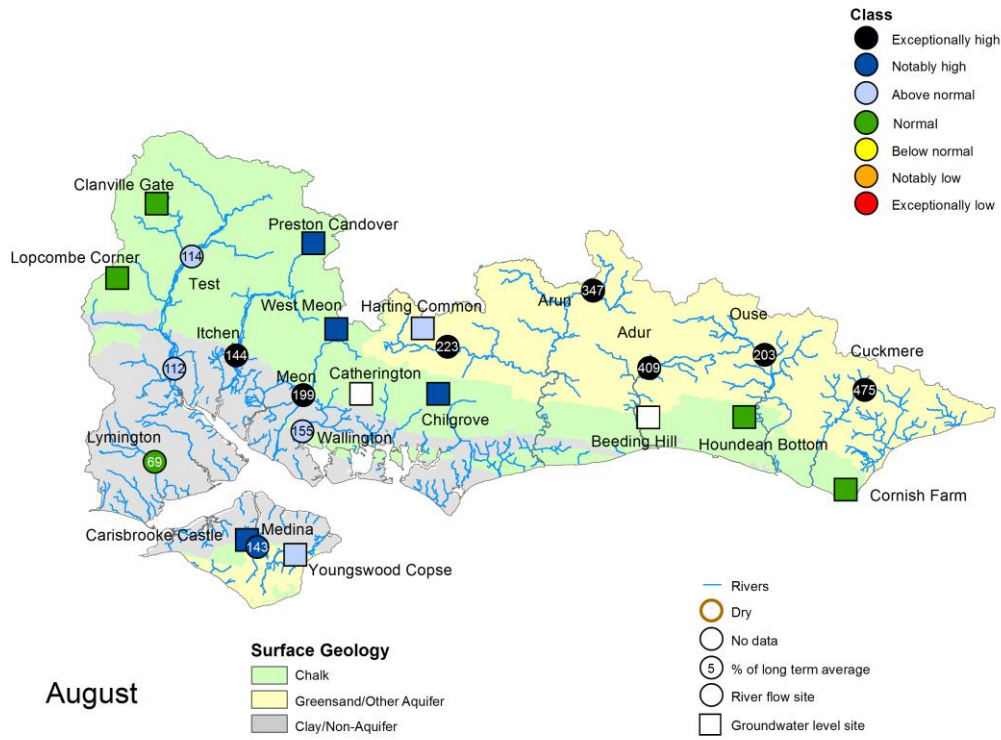 Class
Exceptionally high
Notably high
Above normal
Normal
Below normal
Notably low
Exceptionally low
Clanville Gate
Preston Candover
Lopcombe Corner
114
Test
347
Arun
West Meon
Harting Common
Adur
Ouse
Itchen
144
223
203
Cuckmere
112
409
475
Meon
199
Catherington
Chilgrove
155
Wallington
Beeding Hill
Houndean Bottom
Lymington
69
Cornish Farm
Carisbrooke Castle
Medina
143
Youngswood Copse
Rivers
Dry
No data
5
% of long term average
River flow site
Groundwater level site
Surface Geology
Chalk
Greensand/Other Aquifer
Clay/Non-Aquifer
August